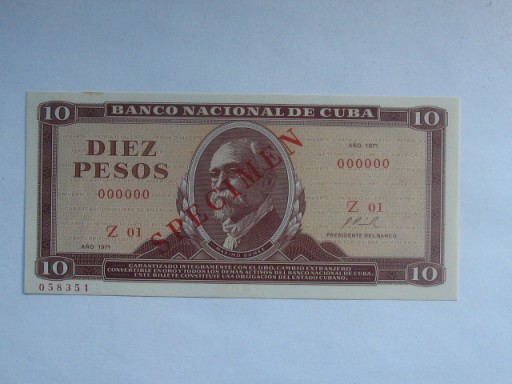 10 BANCO NACIONAL DE CUBA 10
DIEZ
PESOS
AÑO 1971
000000
000000
SPECIMEN
Z 01
Z 01
AÑO 1971
PRESIDENTE DEL BANCO
MAXIMO GOMEZ
GARANTIZADO INTEGRAMENTE CON EL ORO, CAMBIO EXTRANJERO
CONVERTIBLE EN ORO Y TODOS LOS DEMAS ACTIVOS DEL BANCO NACIONAL DE CUBA.
ESTE BILLETE CONSTITUYE UNA OBLIGACION DEL ESTADO CUBANO.
10 10
058351